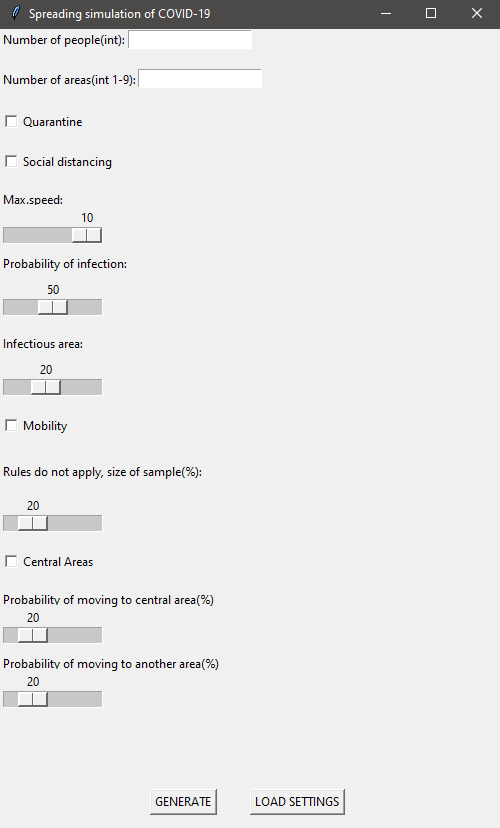 Spreading simulation of COVID-19
Number of people(int):
Number of areas(int 1-9):
Quarantine
Social distancing
Max.speed:
10
Probability of infection:
50
Infectious area:
20
Mobility
Rules do not apply, size of sample(%):
20
Central Areas
Probability of moving to central area(%)
20
Probability of moving to another area(%)
20
GENERATE LOAD SETTINGS